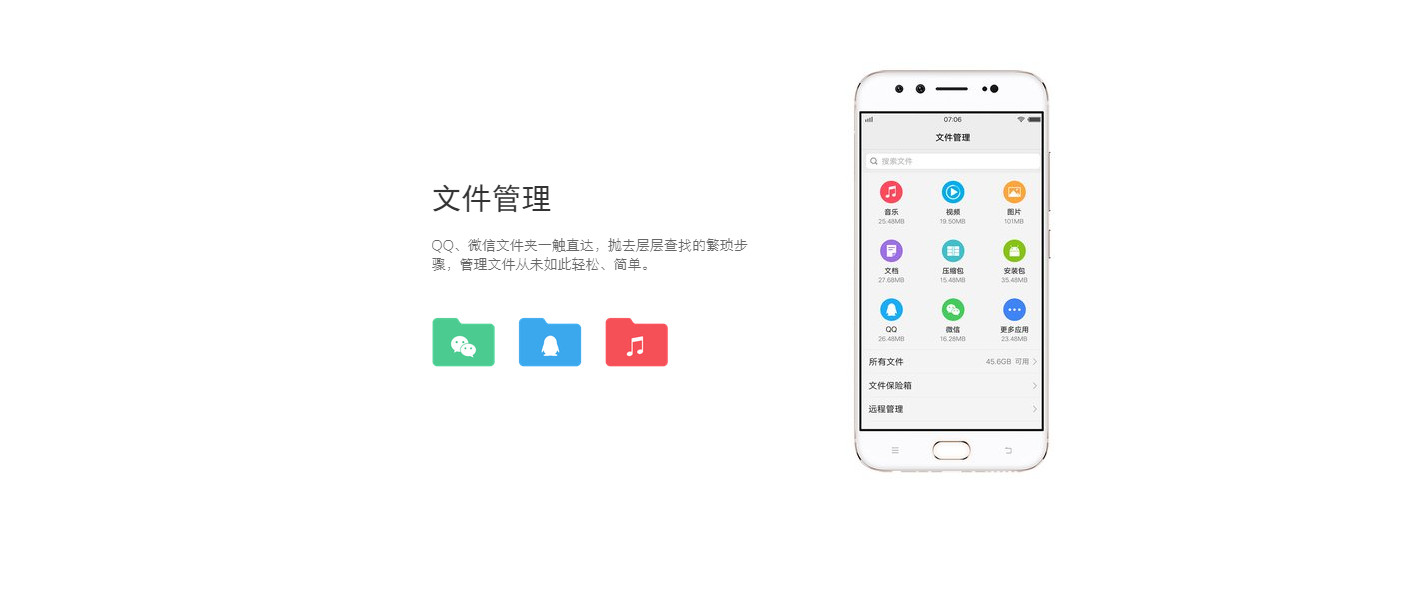 文件管理
QQ、微信文件夹一触直达，抛去层层查找的繁琐步
骤，管理文件从未如此轻松、简单。
07:06
文件管理
搜索文件
音乐 视频 图片
25.48MB 19.50MB 101MB
文档 压缩包 安装包
27.68MB 15.48MB 35.48MB
QQ 微信 更多应用
26.48MB 16.28MB 23.48MB
所有文件 45.6GB 可用
文件保险箱
远程管理